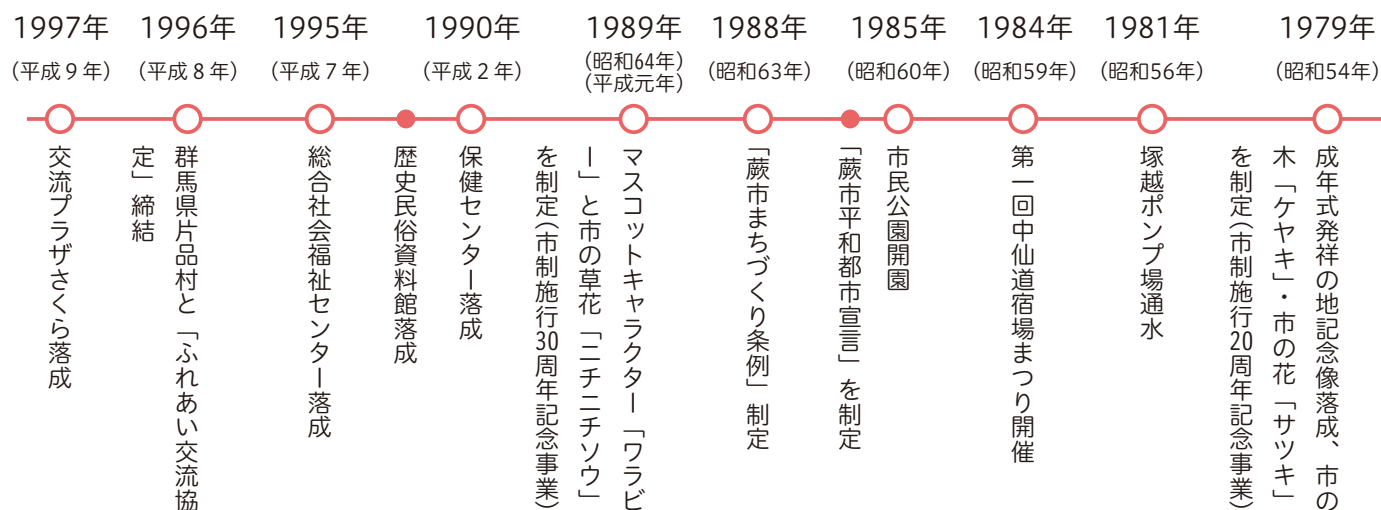 1979年
（昭和54年）
成年式発祥の地記念像落成、市の
木「ケヤキ」・市の花「サツキ」
を制定（市制施行20周年記念事業）
1981年
（昭和56年）
塚越ポンプ場通水
1984年
（昭和59年）
第一回中仙道宿場まつり開催
1985年
（昭和60年）
市民公園開園
「蕨市平和都市宣言」を制定
1988年
（昭和63年）
「蕨市まちづくり条例」制定
1989年
（昭和64年）
（平成元年）
マスコットキャラクター「ワラビ
ー」と市の草花「ニチニチソウ」
を制定（市制施行30周年記念事業）
1990年
（平成２年）
保健センター落成
歴史民俗資料館落成
1995年
（平成７年）
総合社会福祉センター落成
1996年
（平成８年）
群馬県片品村と「ふれあい交流協
定」締結
1997年
（平成９年）
交流プラザさくら落成